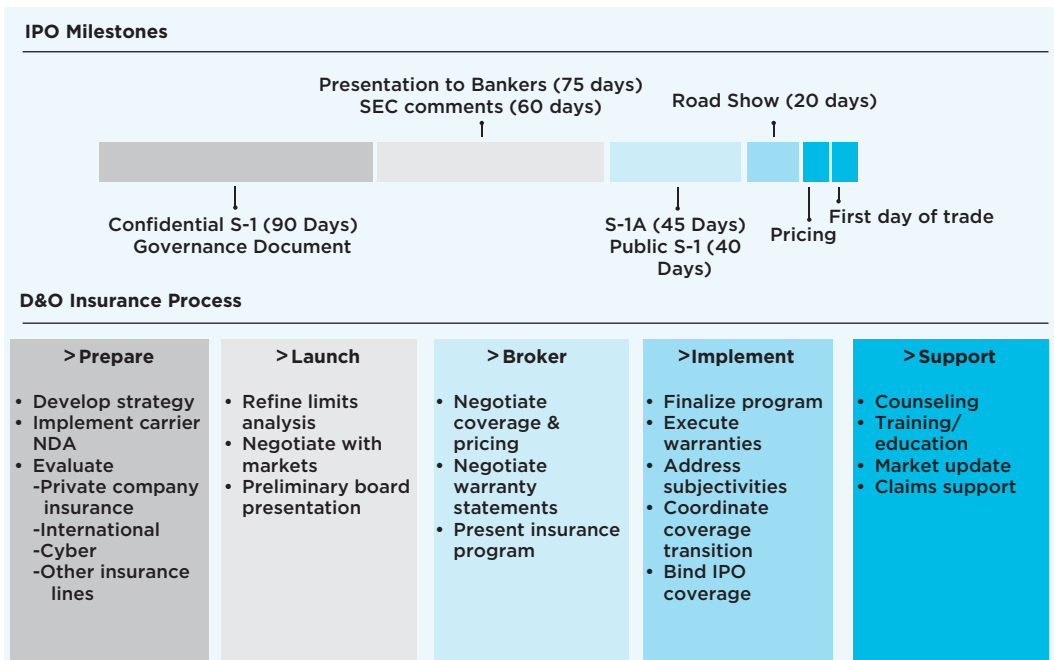 IPO Milestones
Presentation to Bankers (75 days)
SEC comments (60 days)
Road Show (20 days)
Confidential S-1 (90 Days)
Governance Document
S-1A (45 Days)
Public S-1 (40
Days)
Pricing
First day of trade
D&O Insurance Process
>Prepare
• Develop strategy
• Implement carrier
NDA
• Evaluate
-Private company
insurance
-International
-Cyber
-Other insurance
lines
>Launch
• Refine limits
analysis
• Negotiate with
markets
• Preliminary board
presentation
>Broker
• Negotiate
coverage &
pricing
• Negotiate
warranty
statements
• Present insurance
program
>Implement
• Finalize program
• Execute
warranties
• Address
subjectivities
• Coordinate
coverage
transition
• Bind IPO
coverage
>Support
• Counseling
• Training/
education
• Market update
• Claims support